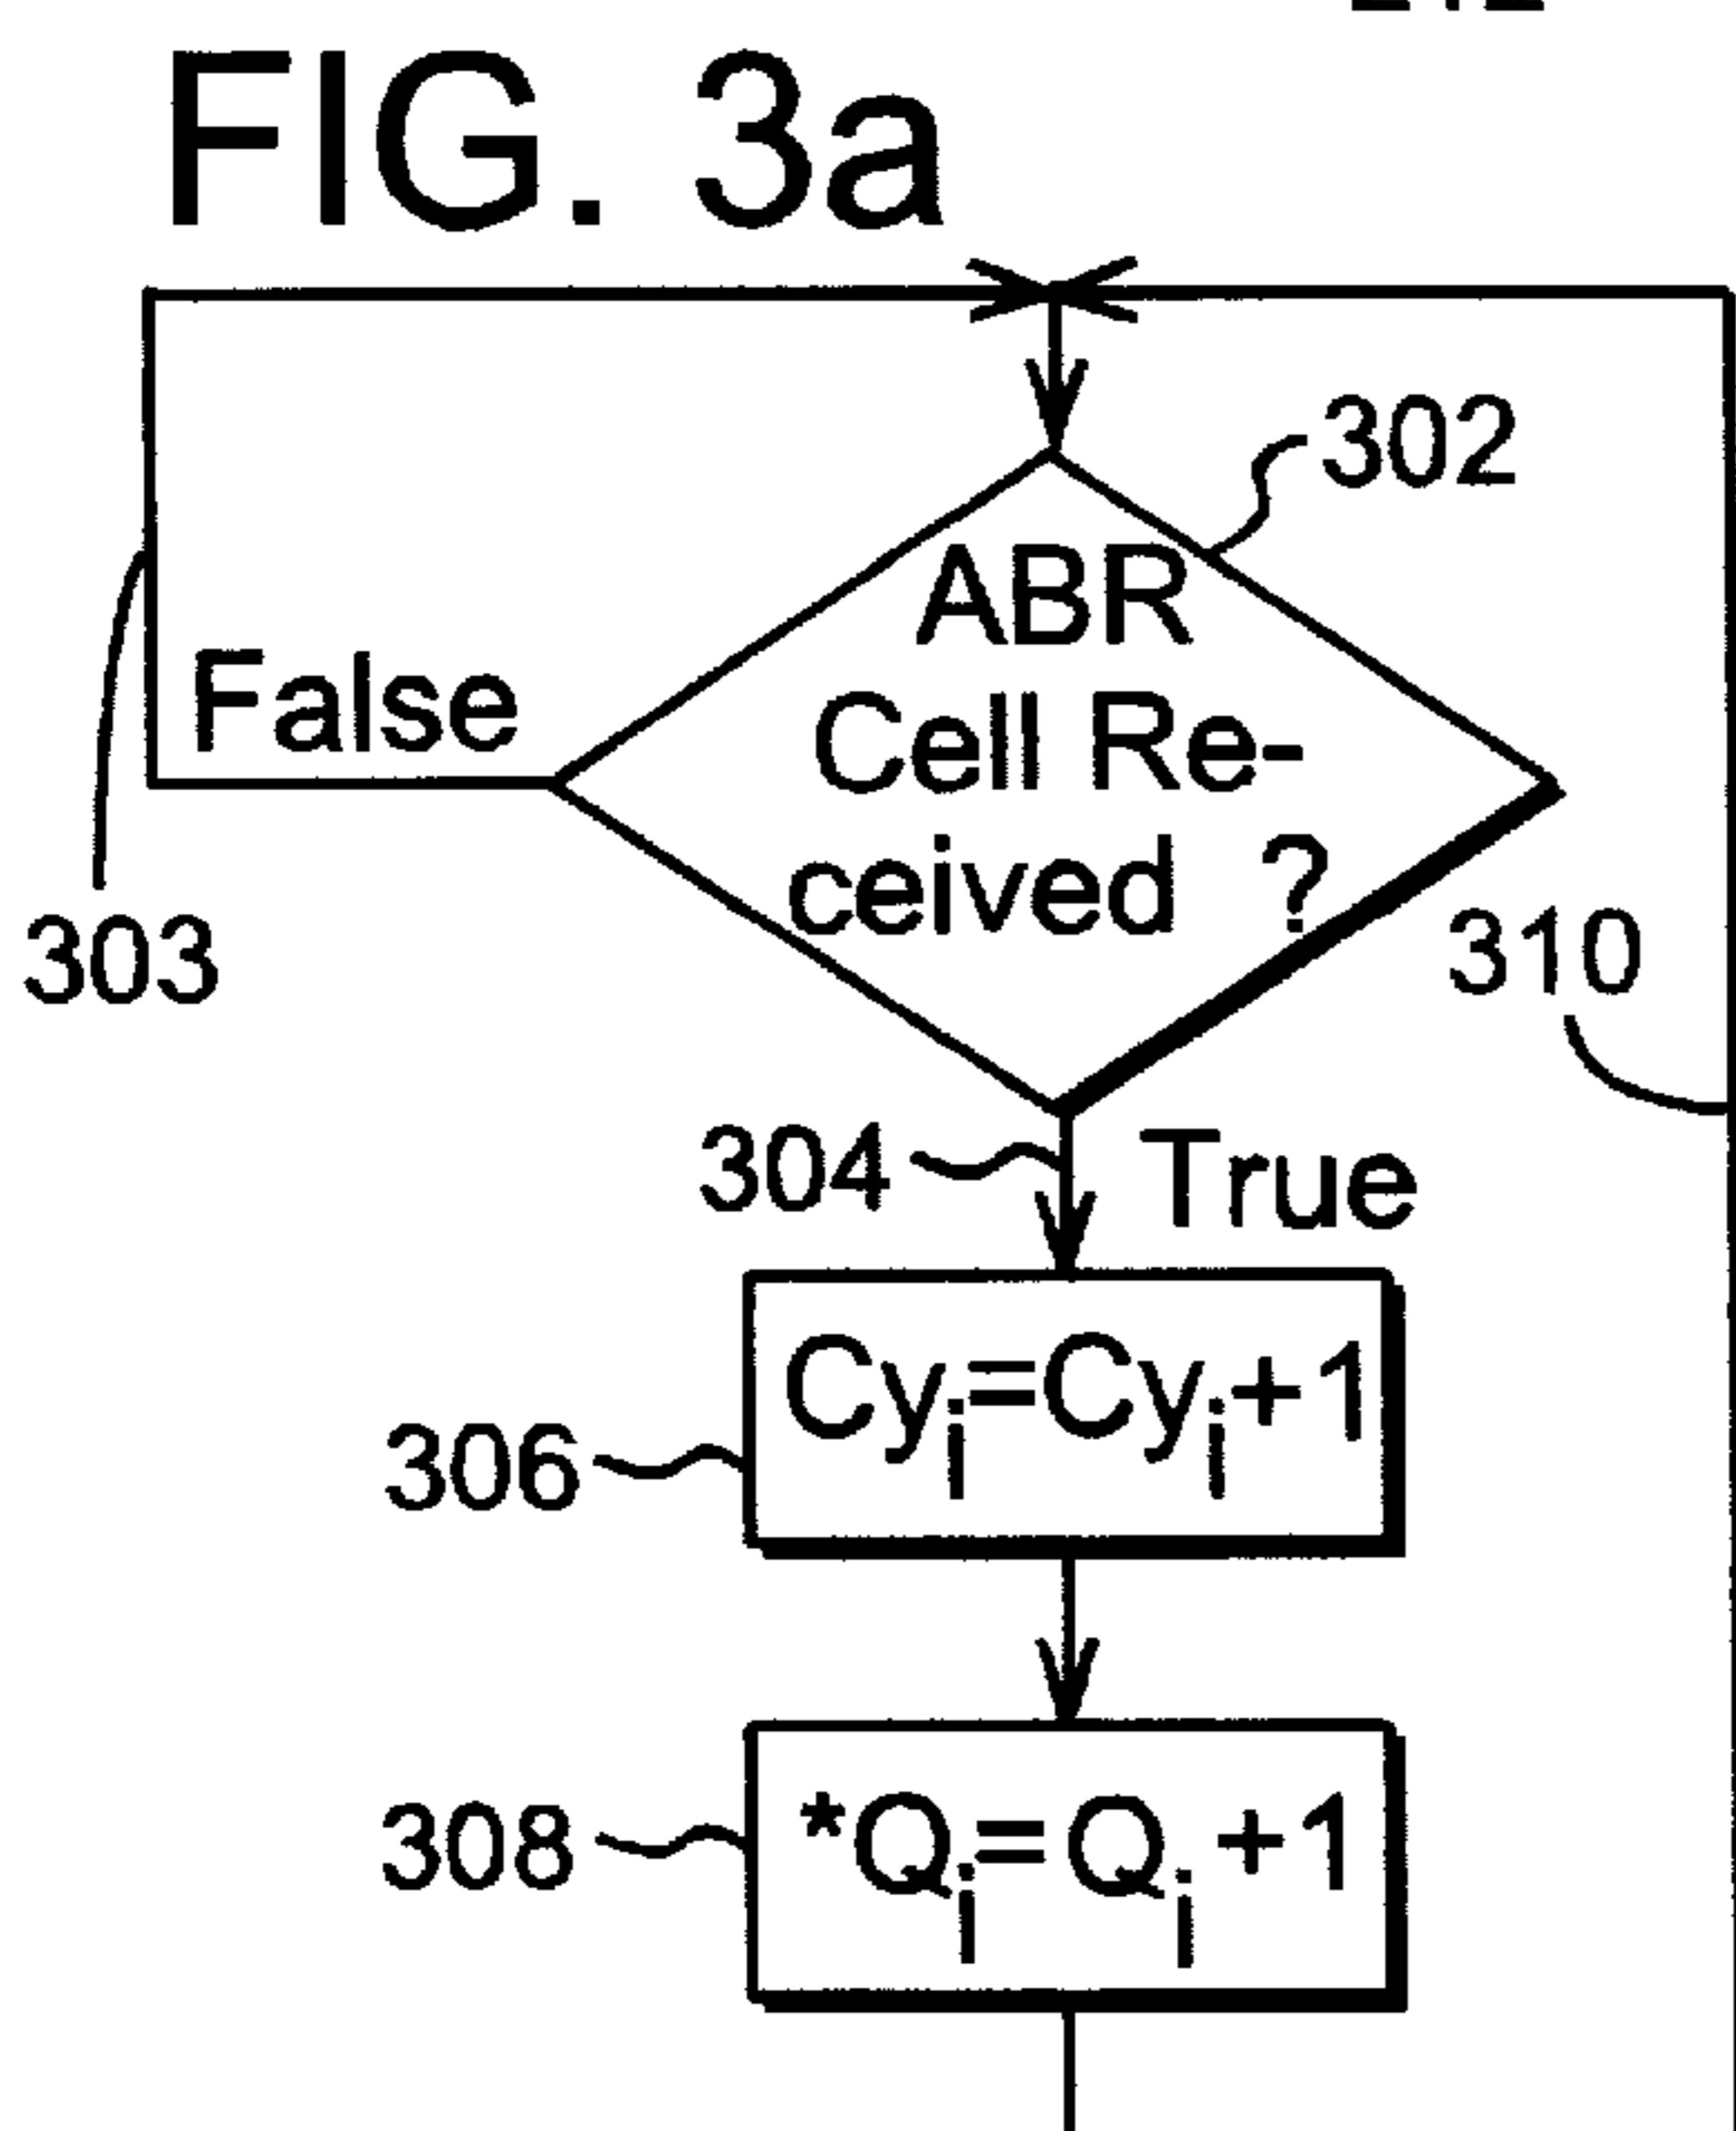 FIG. 3a
302
ABR
Cell Re-
ceived ?
False
303
310
304
True
Cyi=Cyi+1
306
*Qi=Qi+1
308